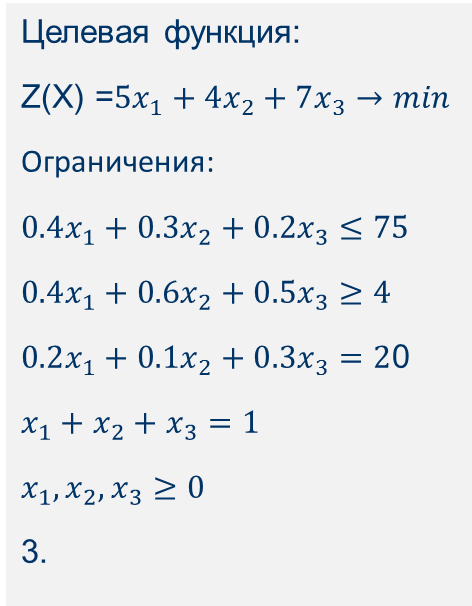 Целевая функция:
Z(X) =5x₁ + 4x₂ + 7x₃ → min
Ограничения:
0.4x₁ + 0.3x₂ + 0.2x₃ ≤ 75
0.4x₁ + 0.6x₂ + 0.5x₃ ≥ 4
0.2x₁ + 0.1x₂ + 0.3x₃ = 20
x₁ + x₂ + x₃ = 1
x₁, x₂, x₃ ≥ 0
3.